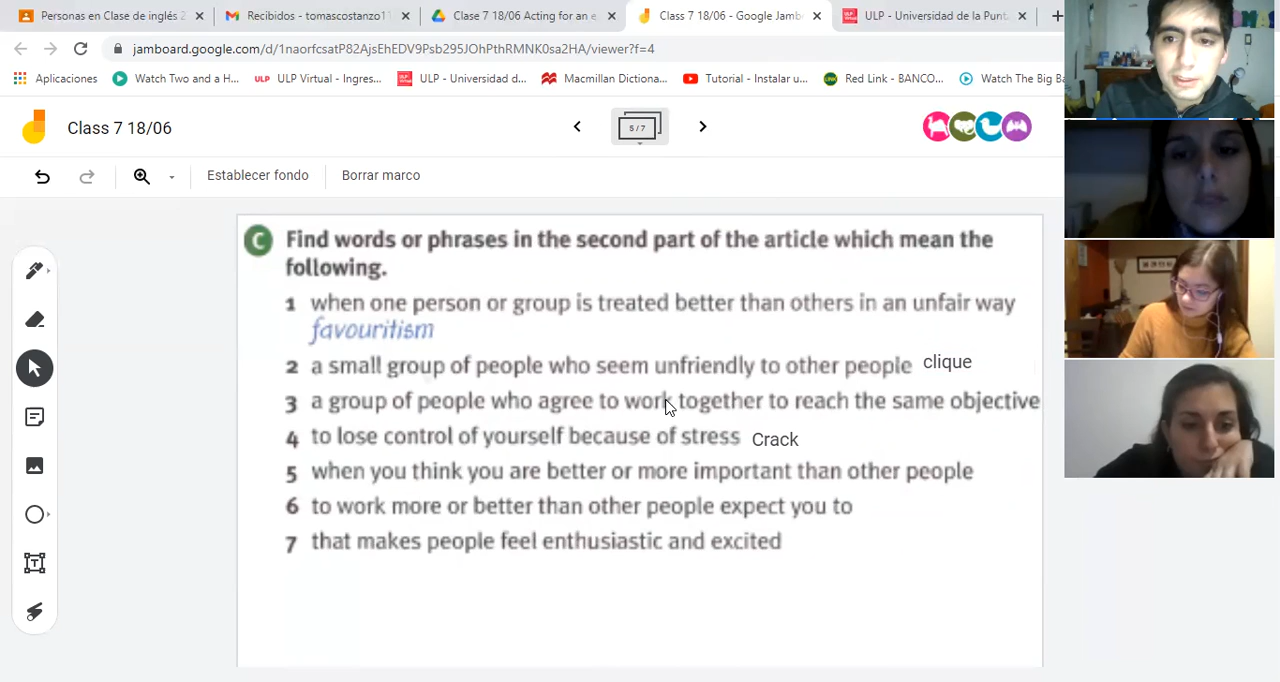 Personas en Clase de inglés 2
Recibidos - tomascostanzo11
Clase 7 18/06 Acting for an e
Class 7 18/06 - Google Jamb
ULP - Universidad de la Punt
jamboard.google.com/d/1naorfcsatP82AjsEhEDV9Psb295JOhPthRMNK0sa2HA/viewer?f=4
Aplicaciones
Watch Two and a H...
ULP ULP Virtual - Ingres...
ULP - Universidad d...
Macmillan Dictiona...
Tutorial - Instalar u...
Red Link - BANCO...
Watch The Big Ba
Class 7 18/06
5 / 7
Establecer fondo
Borrar marco
C Find words or phrases in the second part of the article which mean the
following.
1 when one person or group is treated better than others in an unfair way
favouritism
2 a small group of people who seem unfriendly to other people clique
3 a group of people who agree to work together to reach the same objective
4 to lose control of yourself because of stress Crack
5 when you think you are better or more important than other people
6 to work more or better than other people expect you to
7 that makes people feel enthusiastic and excited